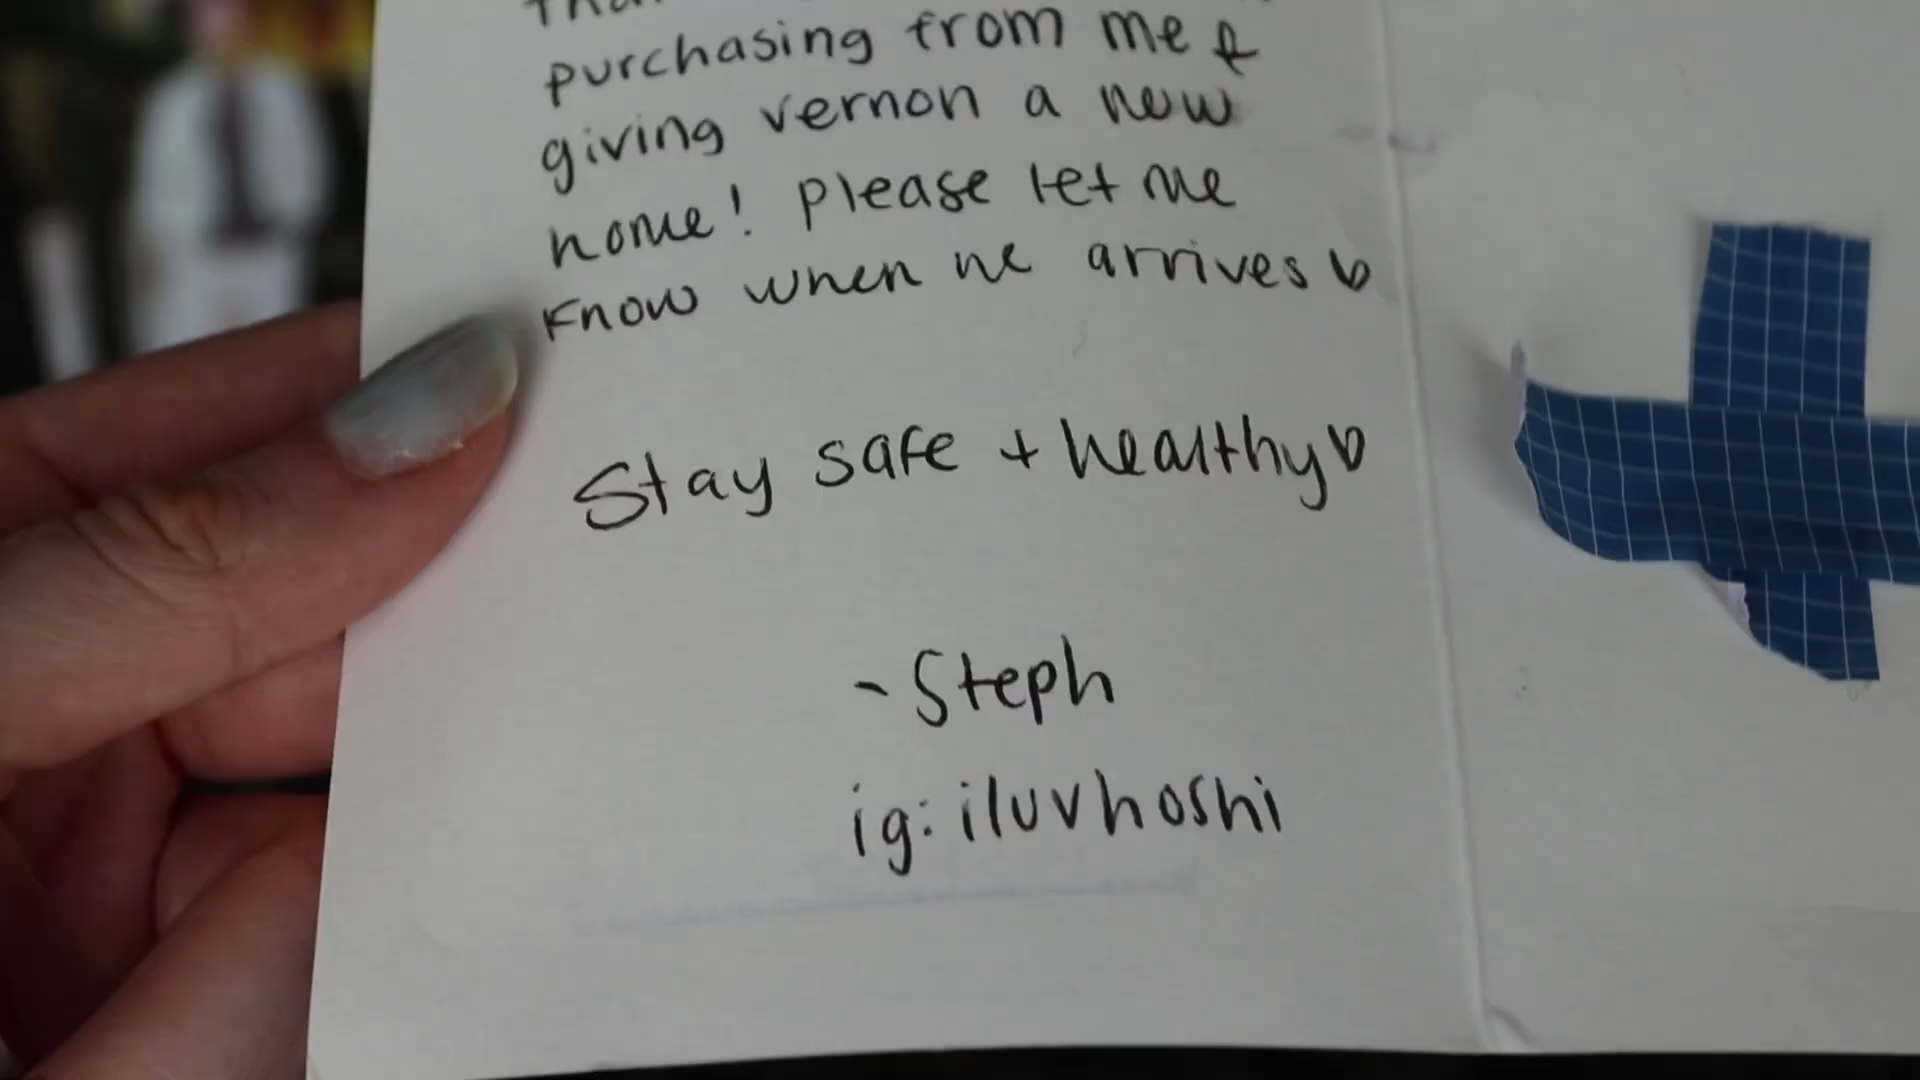 purchasing from me &
giving vernon a new
home! please let me
know when he arrives ♡
Stay safe + healthy ♡
- Steph
ig: iluvhoshi